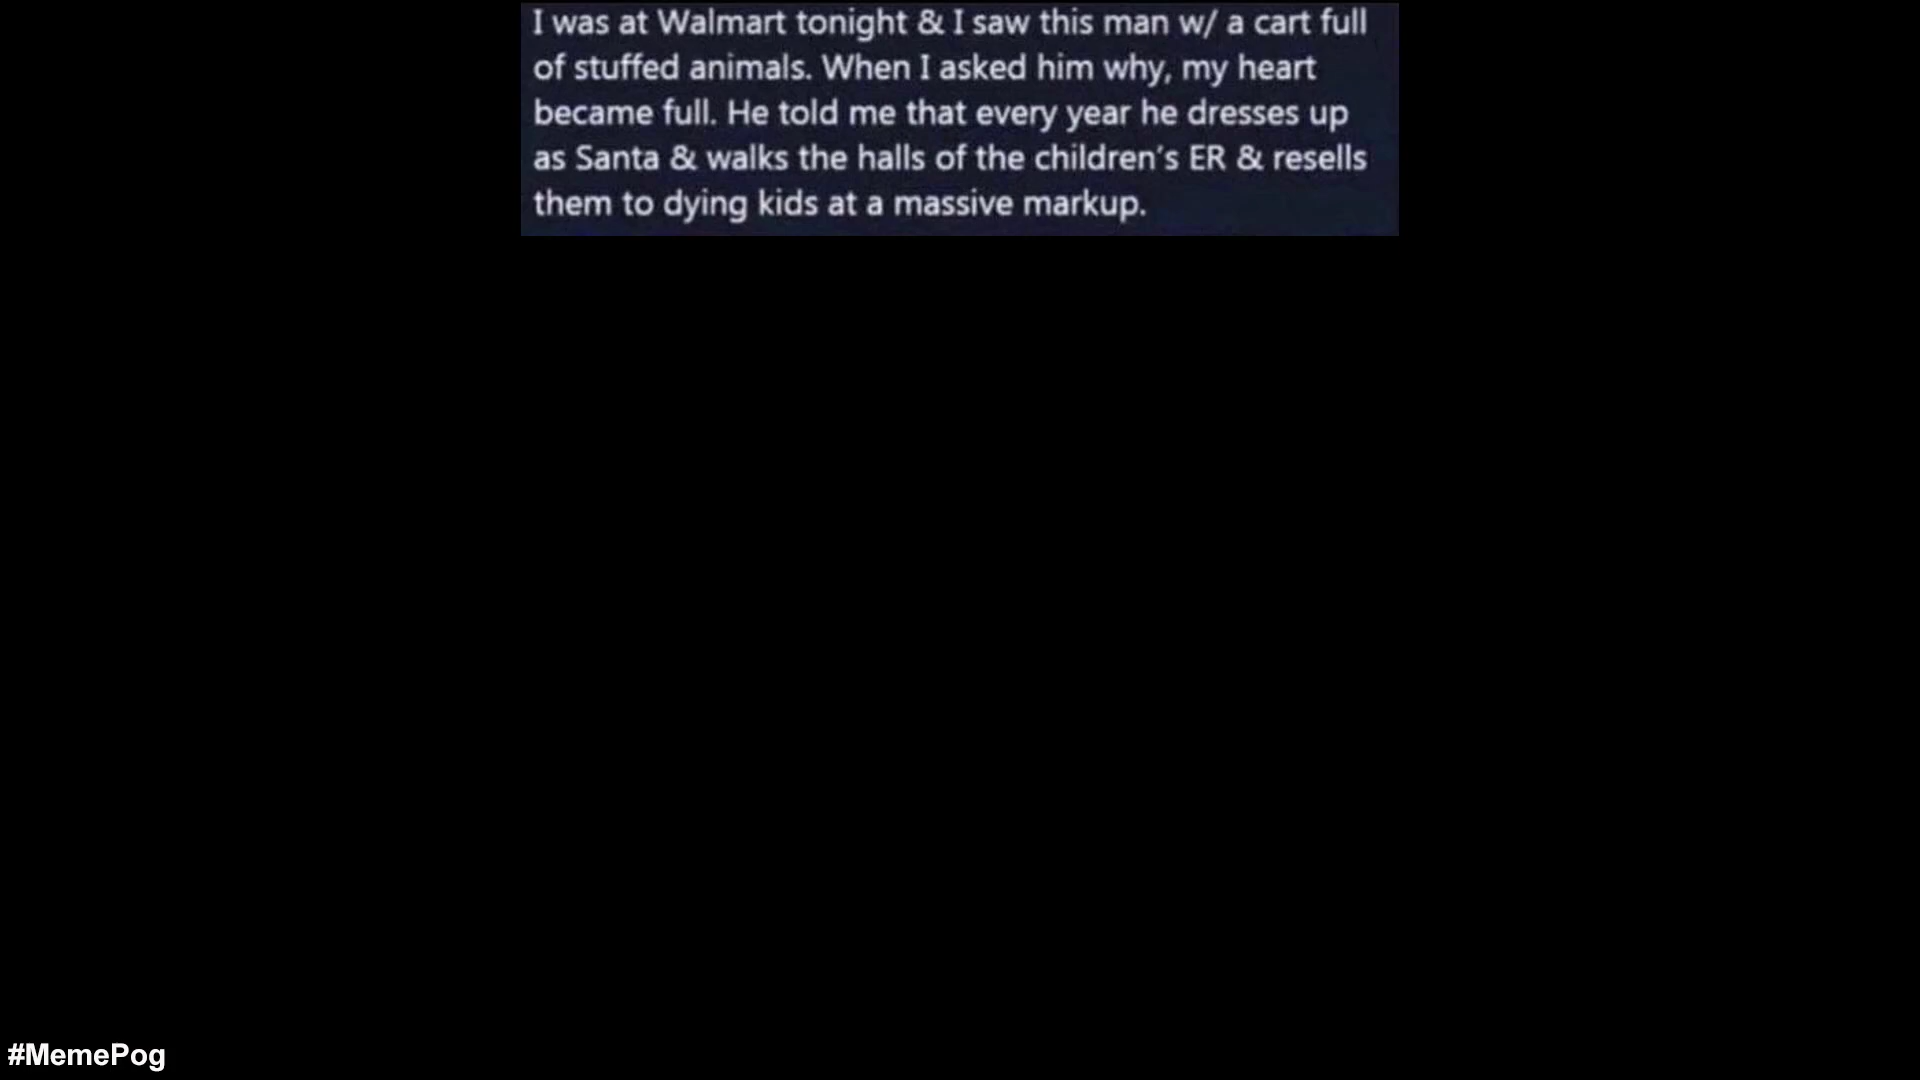 I was at Walmart tonight & I saw this man w/ a cart full
of stuffed animals. When I asked him why, my heart
became full. He told me that every year he dresses up
as Santa & walks the halls of the children's ER & resells
them to dying kids at a massive markup.
#MemePog